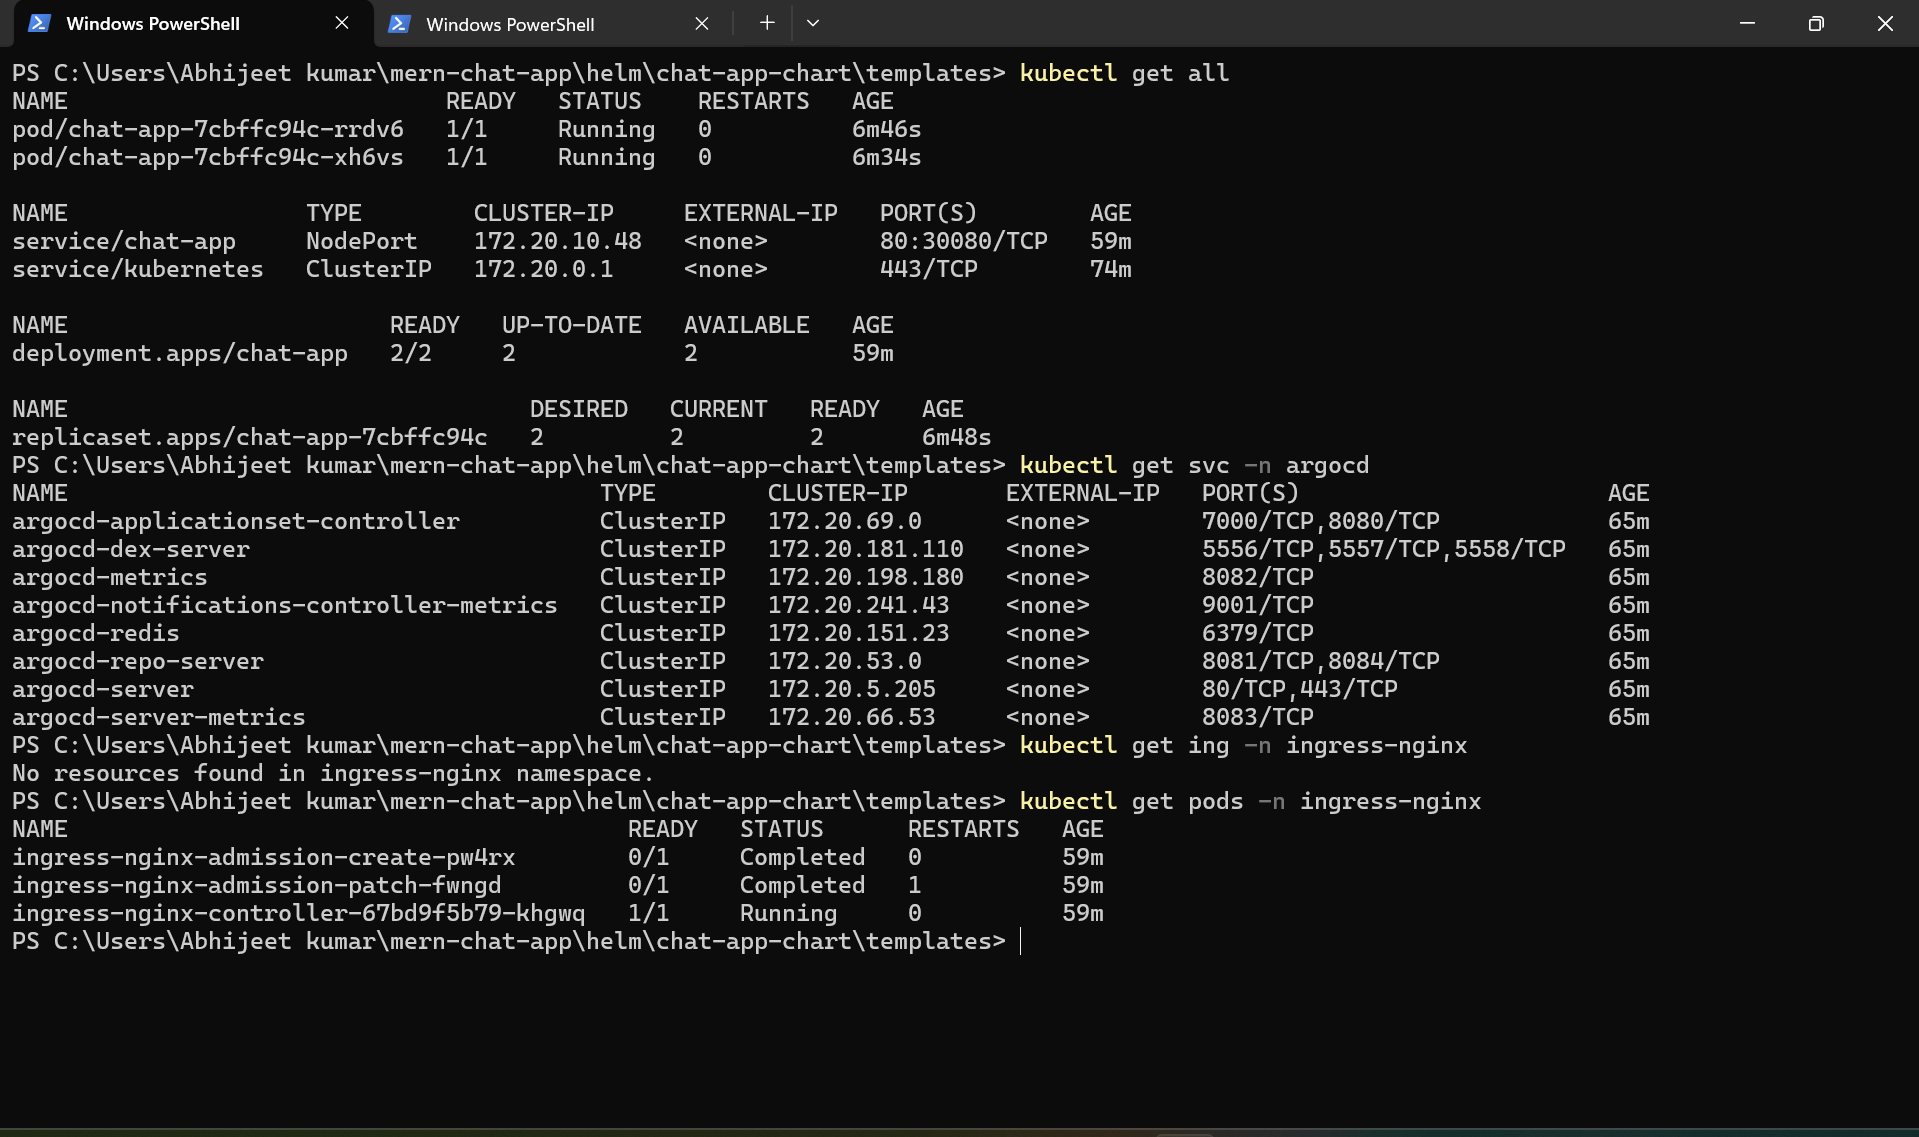 Windows PowerShell
Windows PowerShell
PS C:\Users\Abhijeet kumar\mern-chat-app\helm\chat-app-chart\templates> kubectl get all
NAME READY STATUS RESTARTS AGE
pod/chat-app-7cbffc94c-rrdv6 1/1 Running 0 6m46s
pod/chat-app-7cbffc94c-xh6vs 1/1 Running 0 6m34s
NAME TYPE CLUSTER-IP EXTERNAL-IP PORT(S) AGE
service/chat-app NodePort 172.20.10.48 <none> 80:30080/TCP 59m
service/kubernetes ClusterIP 172.20.0.1 <none> 443/TCP 74m
NAME READY UP-TO-DATE AVAILABLE AGE
deployment.apps/chat-app 2/2 2 2 59m
NAME DESIRED CURRENT READY AGE
replicaset.apps/chat-app-7cbffc94c 2 2 2 6m48s
PS C:\Users\Abhijeet kumar\mern-chat-app\helm\chat-app-chart\templates> kubectl get svc -n argocd
NAME TYPE CLUSTER-IP EXTERNAL-IP PORT(S) AGE
argocd-applicationset-controller ClusterIP 172.20.69.0 <none> 7000/TCP,8080/TCP 65m
argocd-dex-server ClusterIP 172.20.181.110 <none> 5556/TCP,5557/TCP,5558/TCP 65m
argocd-metrics ClusterIP 172.20.198.180 <none> 8082/TCP 65m
argocd-notifications-controller-metrics ClusterIP 172.20.241.43 <none> 9001/TCP 65m
argocd-redis ClusterIP 172.20.151.23 <none> 6379/TCP 65m
argocd-repo-server ClusterIP 172.20.53.0 <none> 8081/TCP,8084/TCP 65m
argocd-server ClusterIP 172.20.5.205 <none> 80/TCP,443/TCP 65m
argocd-server-metrics ClusterIP 172.20.66.53 <none> 8083/TCP 65m
PS C:\Users\Abhijeet kumar\mern-chat-app\helm\chat-app-chart\templates> kubectl get ing -n ingress-nginx
No resources found in ingress-nginx namespace.
PS C:\Users\Abhijeet kumar\mern-chat-app\helm\chat-app-chart\templates> kubectl get pods -n ingress-nginx
NAME READY STATUS RESTARTS AGE
ingress-nginx-admission-create-pw4rx 0/1 Completed 0 59m
ingress-nginx-admission-patch-fwngd 0/1 Completed 1 59m
ingress-nginx-controller-67bd9f5b79-khgwq 1/1 Running 0 59m
PS C:\Users\Abhijeet kumar\mern-chat-app\helm\chat-app-chart\templates>